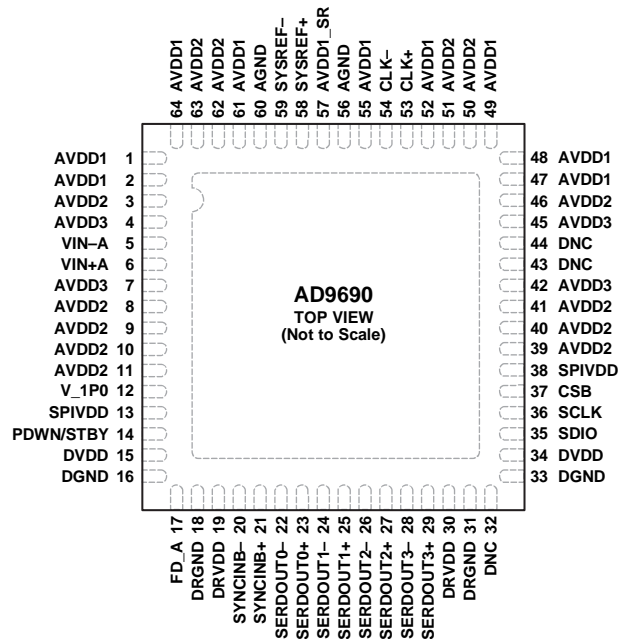 64 AVDD1
63 AVDD2
62 AVDD2
61 AVDD1
60 AGND
59 SYSREF–
58 SYSREF+
57 AVDD1_SR
56 AGND
55 AVDD1
54 CLK–
53 CLK+
52 AVDD1
51 AVDD2
50 AVDD2
49 AVDD1
AVDD1 1
AVDD1 2
AVDD2 3
AVDD3 4
VIN–A 5
VIN+A 6
AVDD3 7
AVDD2 8
AVDD2 9
AVDD2 10
AVDD2 11
V_1P0 12
SPIVDD 13
PDWN/STBY 14
DVDD 15
DGND 16
AD9690
TOP VIEW
(Not to Scale)
48 AVDD1
47 AVDD1
46 AVDD2
45 AVDD3
44 DNC
43 DNC
42 AVDD3
41 AVDD2
40 AVDD2
39 AVDD2
38 SPIVDD
37 CSB
36 SCLK
35 SDIO
34 DVDD
33 DGND
FD_A 17
DRGND 18
DRVDD 19
SYNCINB– 20
SYNCINB+ 21
SERDOUT0– 22
SERDOUT0+ 23
SERDOUT1– 24
SERDOUT1+ 25
SERDOUT2– 26
SERDOUT2+ 27
SERDOUT3– 28
SERDOUT3+ 29
DRVDD 30
DRGND 31
DNC 32